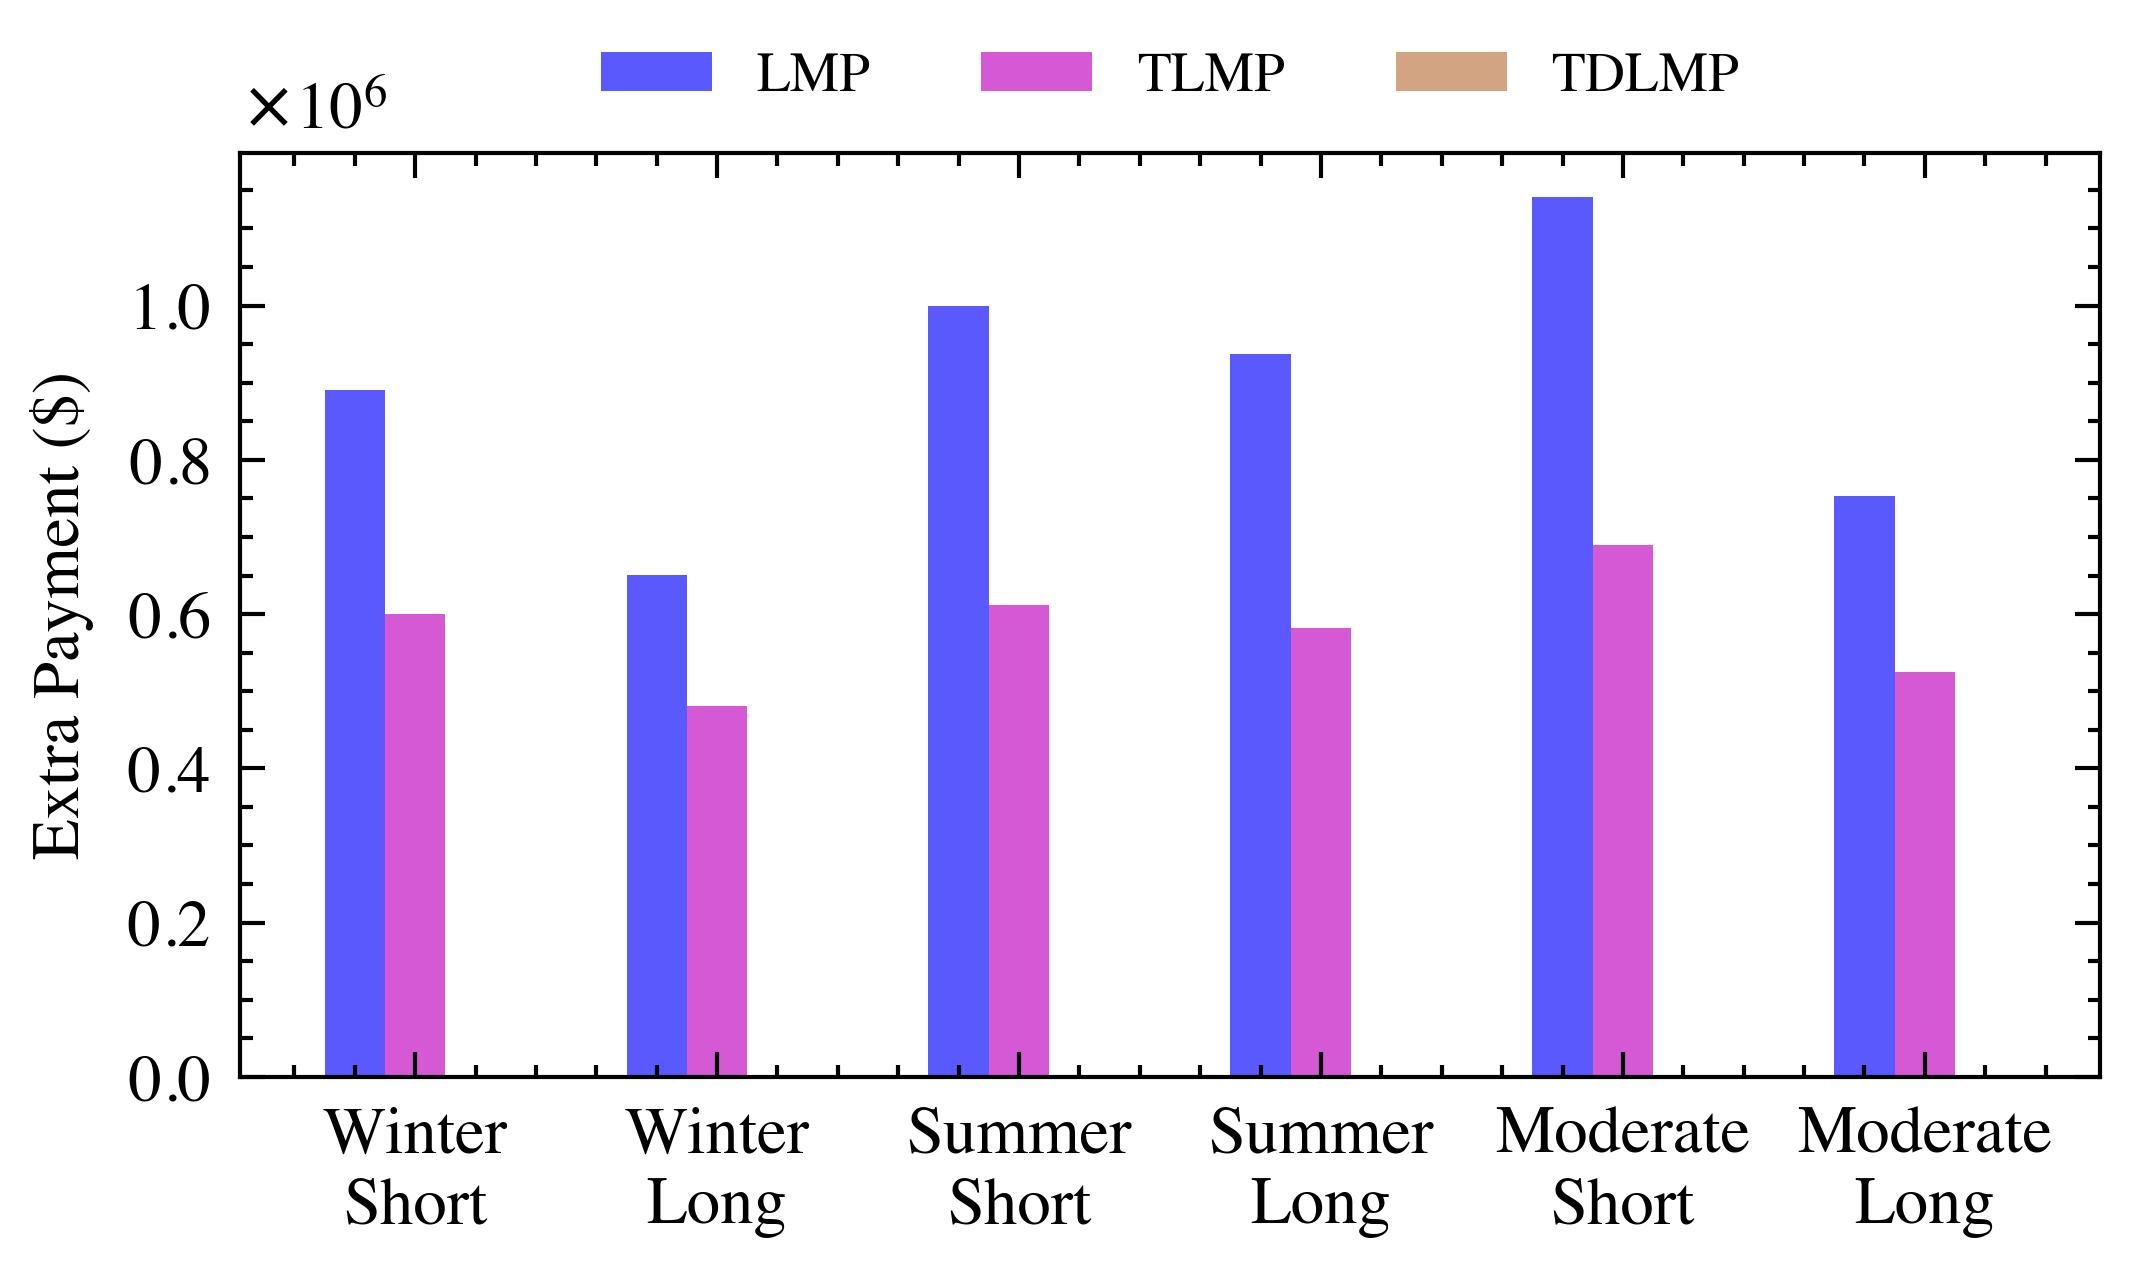 LMP TLMP TDLMP
×10⁶
Extra Payment ($)
1.0
0.8
0.6
0.4
0.2
0.0
Winter Winter Summer Summer Moderate Moderate
Short Long Short Long Short Long